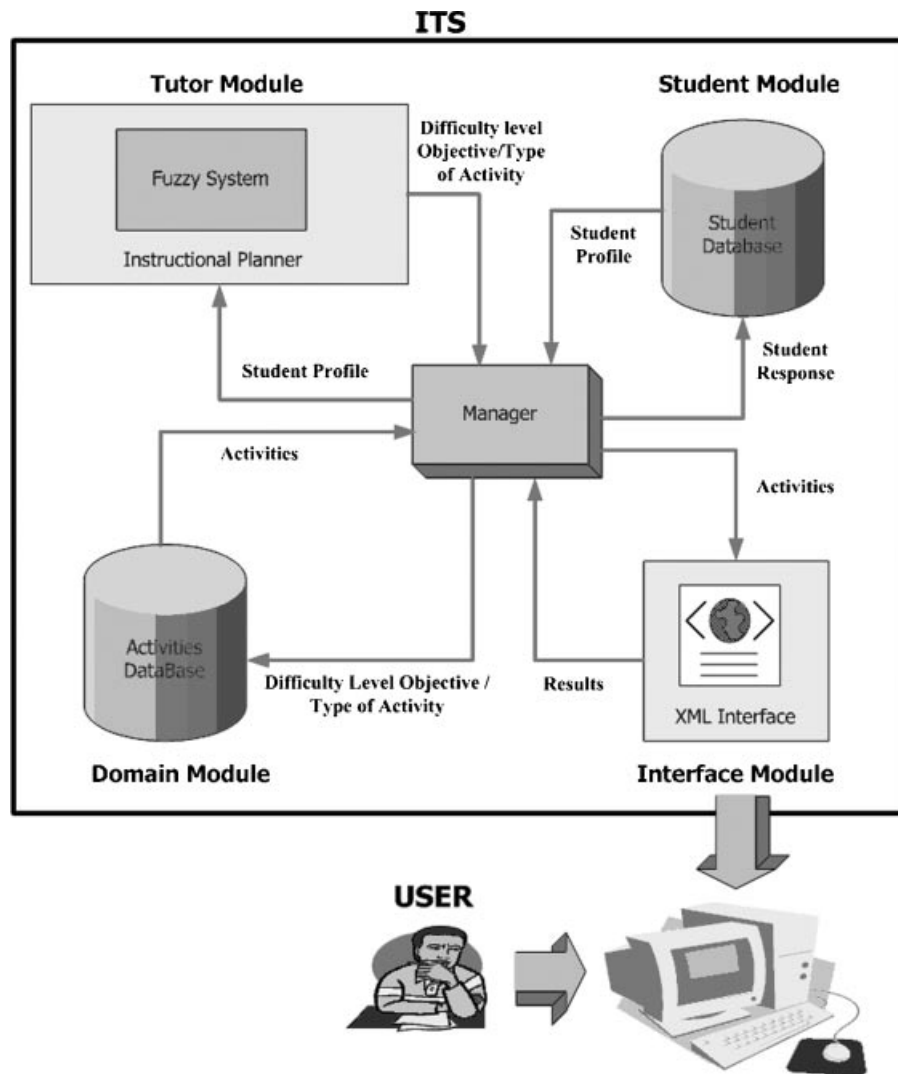 ITS
Tutor Module
Student Module
Difficulty level
Objective/Type
of Activity
Fuzzy System
Instructional Planner
Student
Database
Student
Profile
Student Profile
Student
Response
Manager
Activities
Activities
Activities
DataBase
Difficulty Level Objective /
Type of Activity
Results
XML Interface
Domain Module
Interface Module
USER